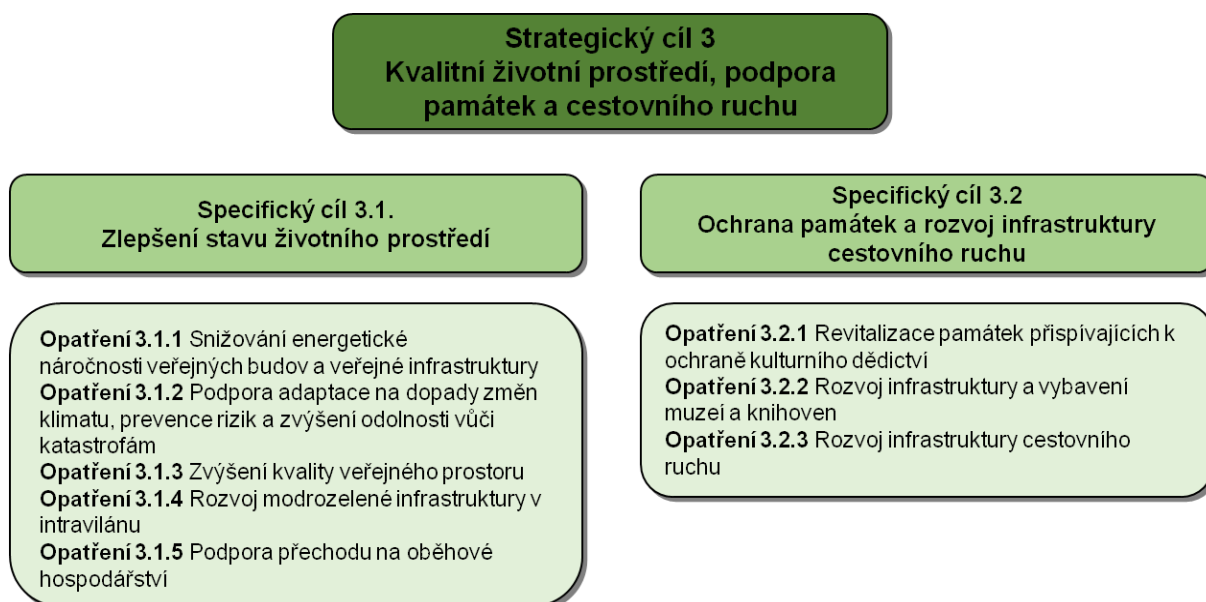 Strategický cíl 3
Kvalitní životní prostředí, podpora
památek a cestovního ruchu
Specifický cíl 3.1.
Zlepšení stavu životního prostředí
Specifický cíl 3.2
Ochrana památek a rozvoj infrastruktury
cestovního ruchu
Opatření 3.1.1 Snižování energetické
náročnosti veřejných budov a veřejné infrastruktury
Opatření 3.1.2 Podpora adaptace na dopady změn
klimatu, prevence rizik a zvýšení odolnosti vůči
katastrofám
Opatření 3.1.3 Zvýšení kvality veřejného prostoru
Opatření 3.1.4 Rozvoj modrozelené infrastruktury v
intravilánu
Opatření 3.1.5 Podpora přechodu na oběhové
hospodářství
Opatření 3.2.1 Revitalizace památek přispívajících k
ochraně kulturního dědictví
Opatření 3.2.2 Rozvoj infrastruktury a vybavení
muzeí a knihoven
Opatření 3.2.3 Rozvoj infrastruktury cestovního
ruchu